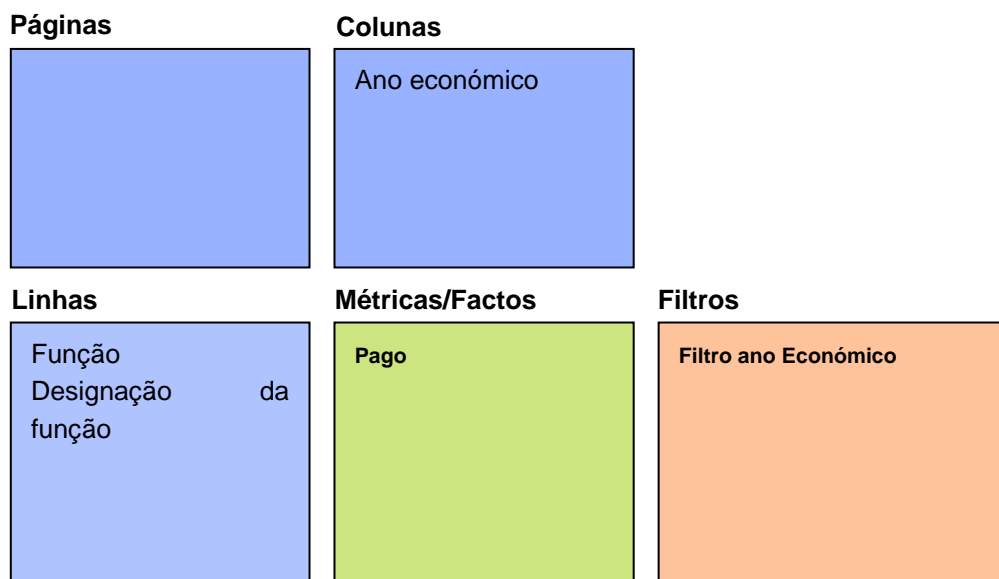 Páginas
Colunas
Ano económico
Linhas
Métricas/Factos
Filtros
Função
Designação da
função
Pago
Filtro ano Económico